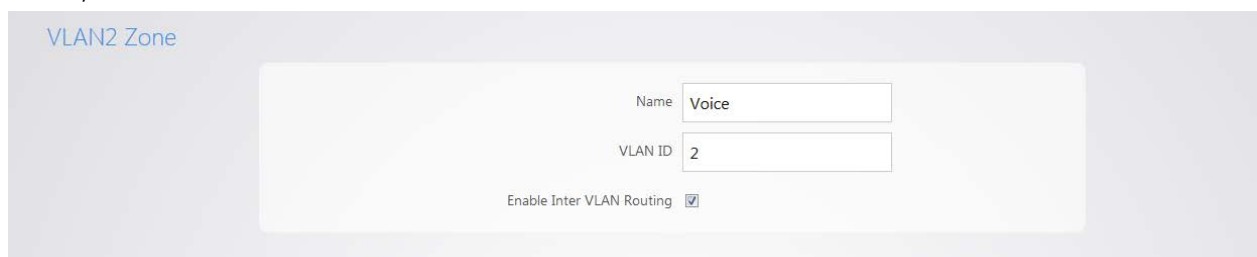 VLAN2 Zone
Name Voice
VLAN ID 2
Enable Inter VLAN Routing